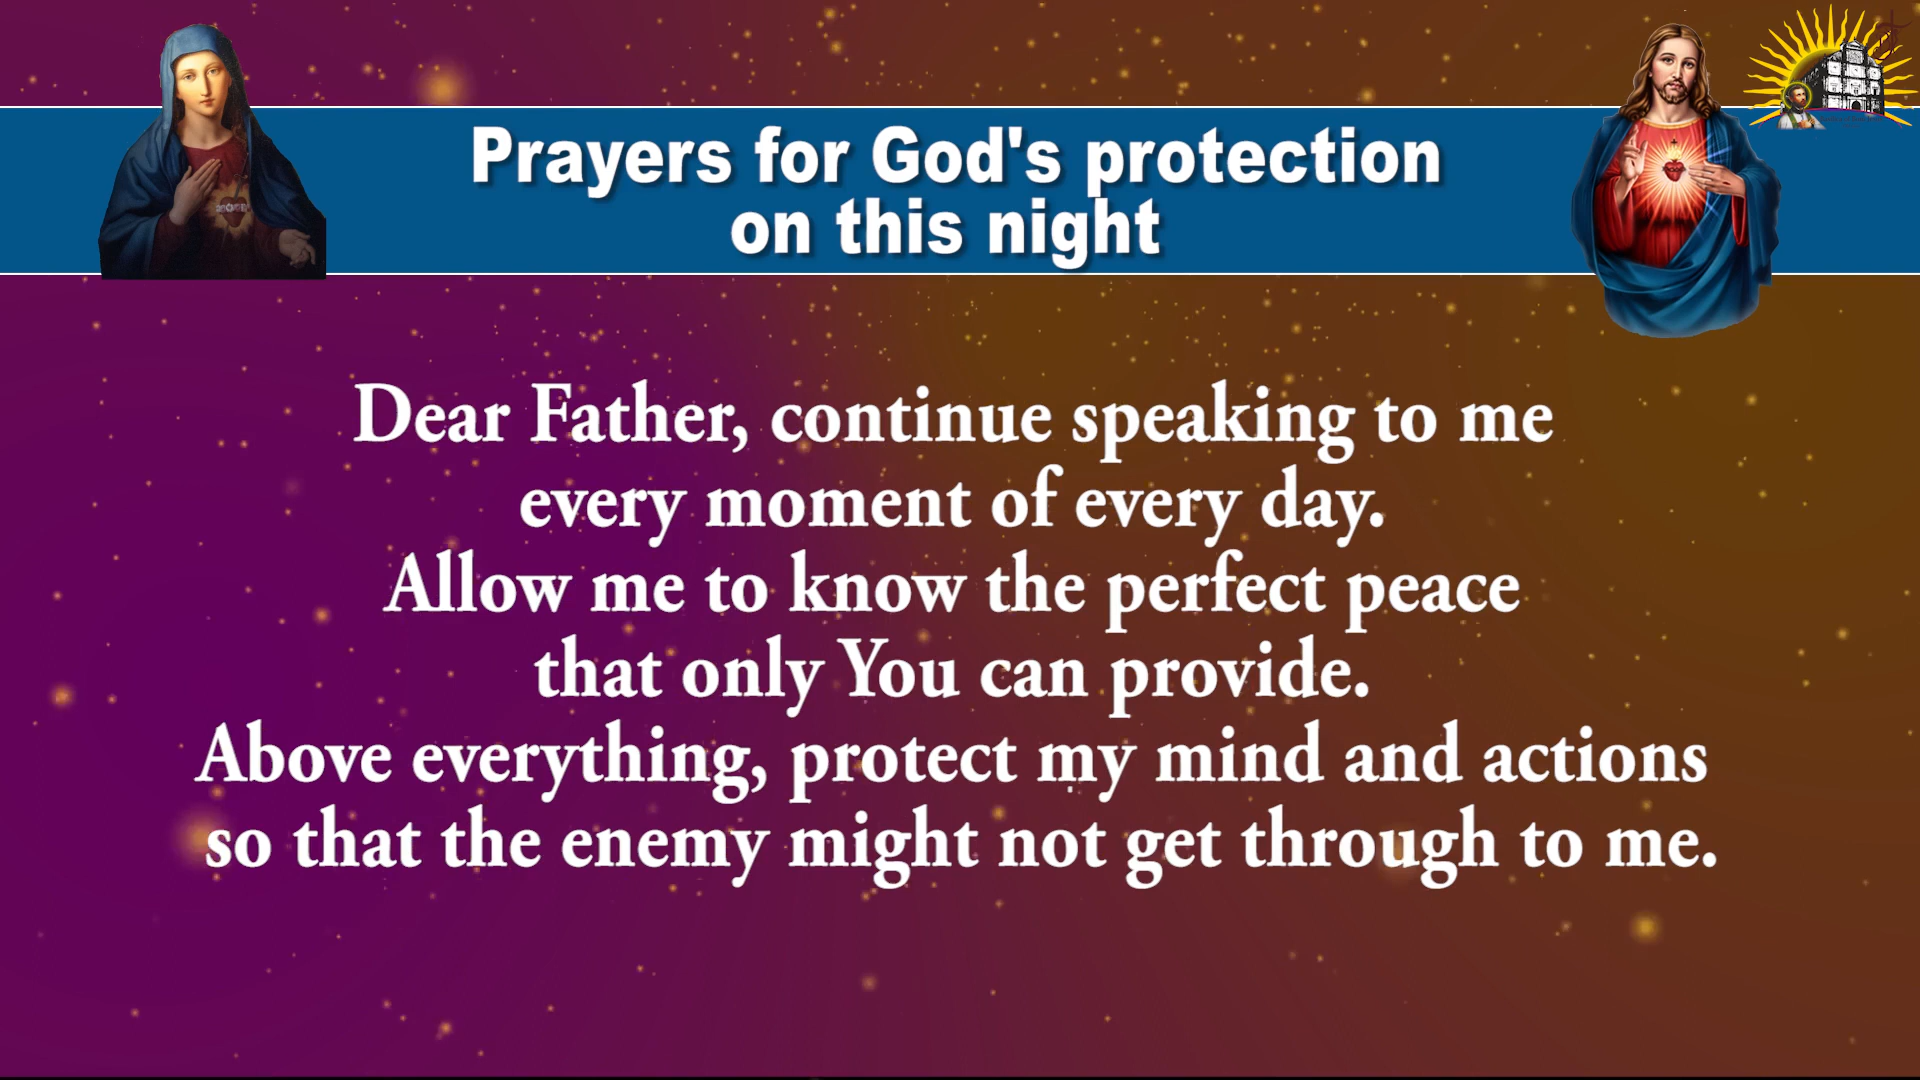 Prayers for God's protection
on this night
Dear Father, continue speaking to me
every moment of every day.
Allow me to know the perfect peace
that only You can provide.
Above everything, protect my mind and actions
so that the enemy might not get through to me.